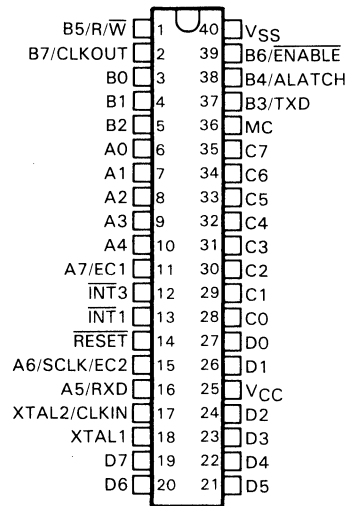 B5/R/W̅ 1 40 VSS
B7/CLKOUT 2 39 B6/E̅N̅A̅B̅L̅E̅
B0 3 38 B4/ALATCH
B1 4 37 B3/TXD
B2 5 36 MC
A0 6 35 C7
A1 7 34 C6
A2 8 33 C5
A3 9 32 C4
A4 10 31 C3
A7/EC1 11 30 C2
I̅N̅T̅3 12 29 C1
I̅N̅T̅1 13 28 C0
R̅E̅S̅E̅T̅ 14 27 D0
A6/SCLK/EC2 15 26 D1
A5/RXD 16 25 VCC
XTAL2/CLKIN 17 24 D2
XTAL1 18 23 D3
D7 19 22 D4
D6 20 21 D5